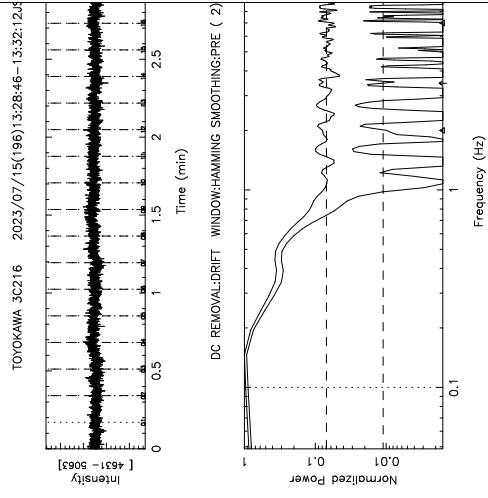 TOYOKAWA 3C216 2023/07/15(196)13:28:46-13:32:12JS
Intensity
[ 4631- 5063]
0 0.5 1 1.5 2 2.5
Time (min)
DC REMOVAL:DRIFT WINDOW:HAMMING SMOOTHING:PRE ( 2)
Normalized Power
1 0.1 0.01
0.1 1
Frequency (Hz)